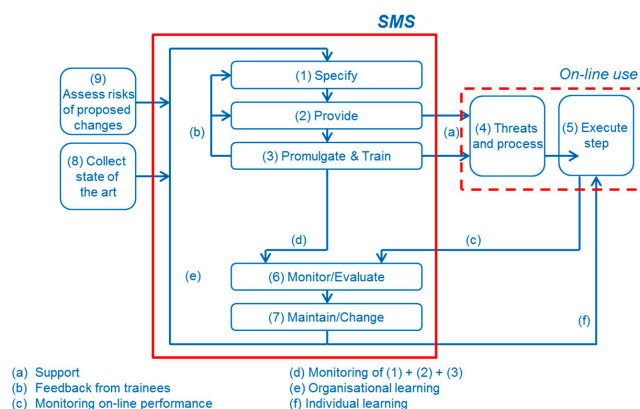 SMS
On-line use
(9)
Assess risks
of proposed
changes
(8) Collect
state of
the art
(1) Specify
(2) Provide
(3) Promulgate & Train
(b)
(a)
(4) Threats
and process
(5) Execute
step
(d)
(c)
(e)
(6) Monitor/Evaluate
(7) Maintain/Change
(f)
(a) Support
(b) Feedback from trainees
(c) Monitoring on-line performance
(d) Monitoring of (1) + (2) + (3)
(e) Organisational learning
(f) Individual learning